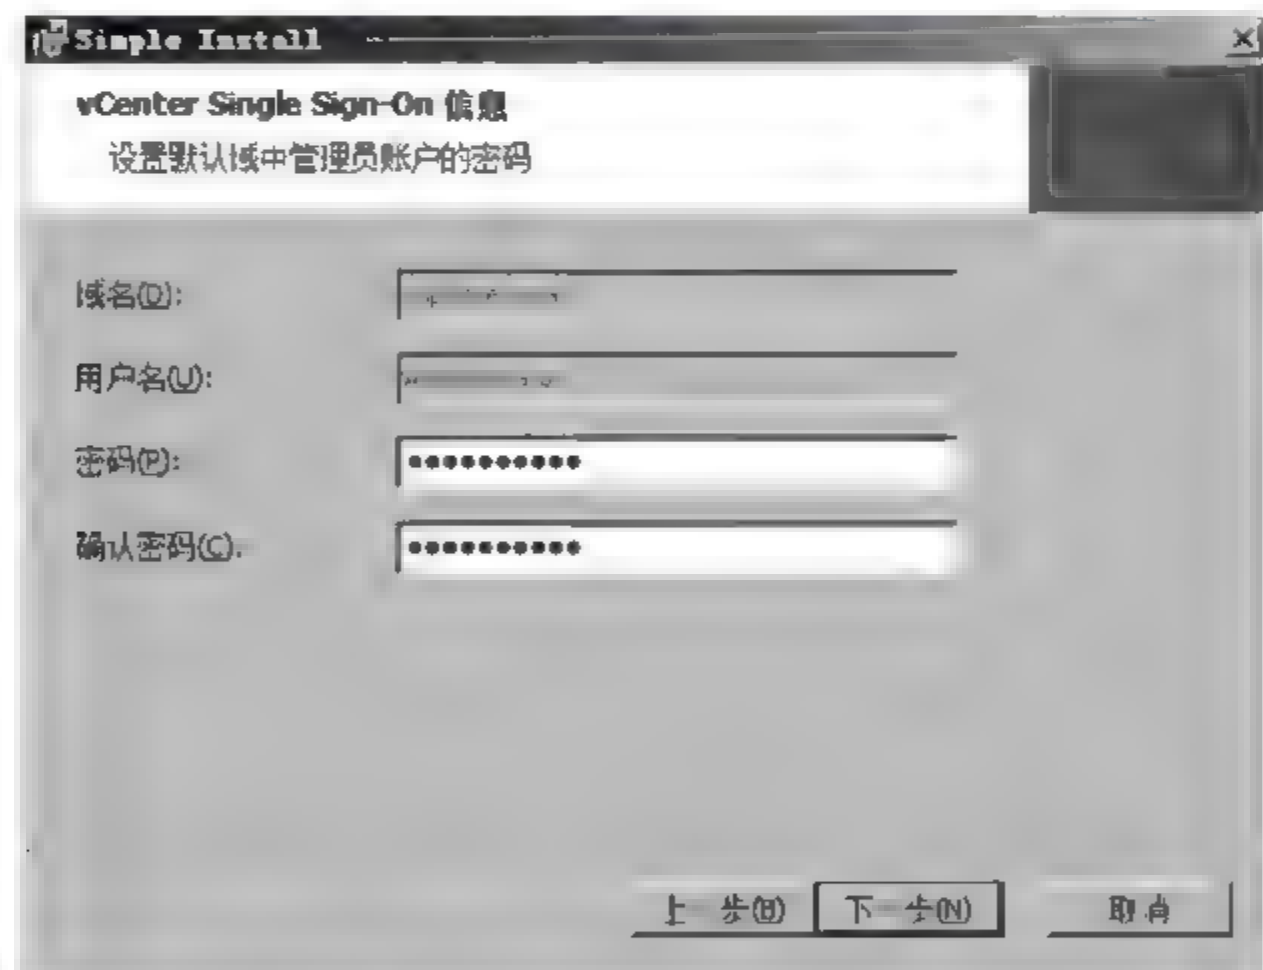 Simple Install
vCenter Single Sign-On 信息
设置默认域中管理员账户的密码
域名(D):
用户名(U):
密码(P):
●●●●●●●●●●
确认密码(C):
●●●●●●●●●●
上一步(B)
下一步(N)
取消